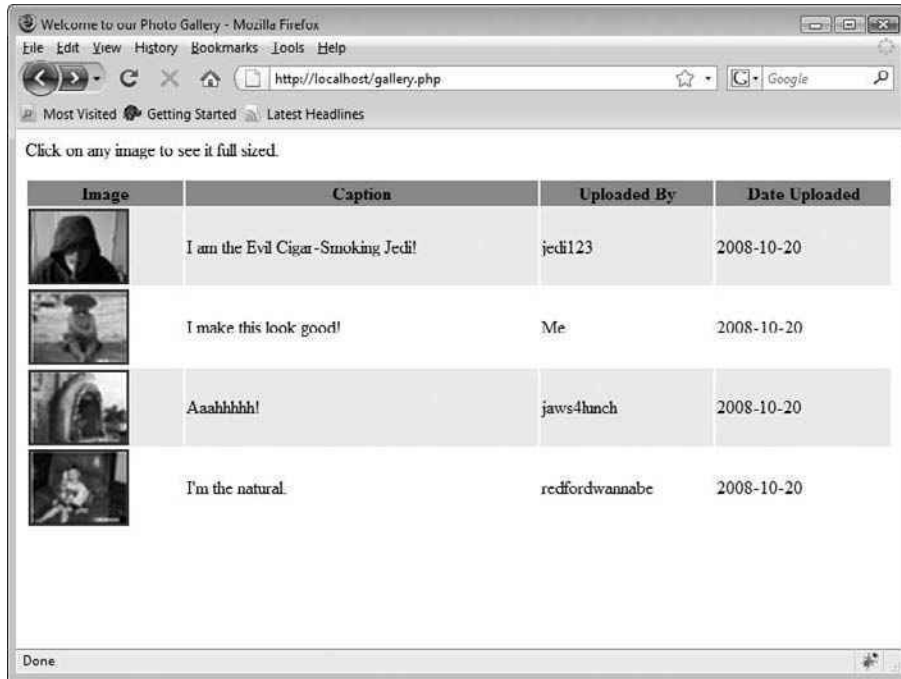 Welcome to our Photo Gallery - Mozilla Firefox
File Edit View History Bookmarks Tools Help
http://localhost/gallery.php
G Google
Most Visited Getting Started Latest Headlines
Click on any image to see it full sized.
Image Caption Uploaded By Date Uploaded
I am the Evil Cigar-Smoking Jedi! jedi123 2008-10-20
I make this look good! Me 2008-10-20
Aaahhhhh! jaws4lunch 2008-10-20
I'm the natural. redfordwannabe 2008-10-20
Done